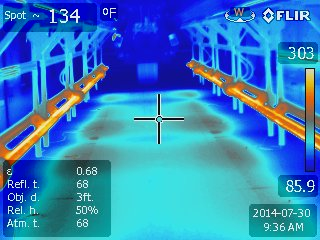 Spot ~ 134 °F
W
FLIR
303
85.9
ε 0.68
Refl. t. 68
Obj. d. 3ft.
Rel. h. 50%
Atm. t. 68
2014-07-30
9:36 AM